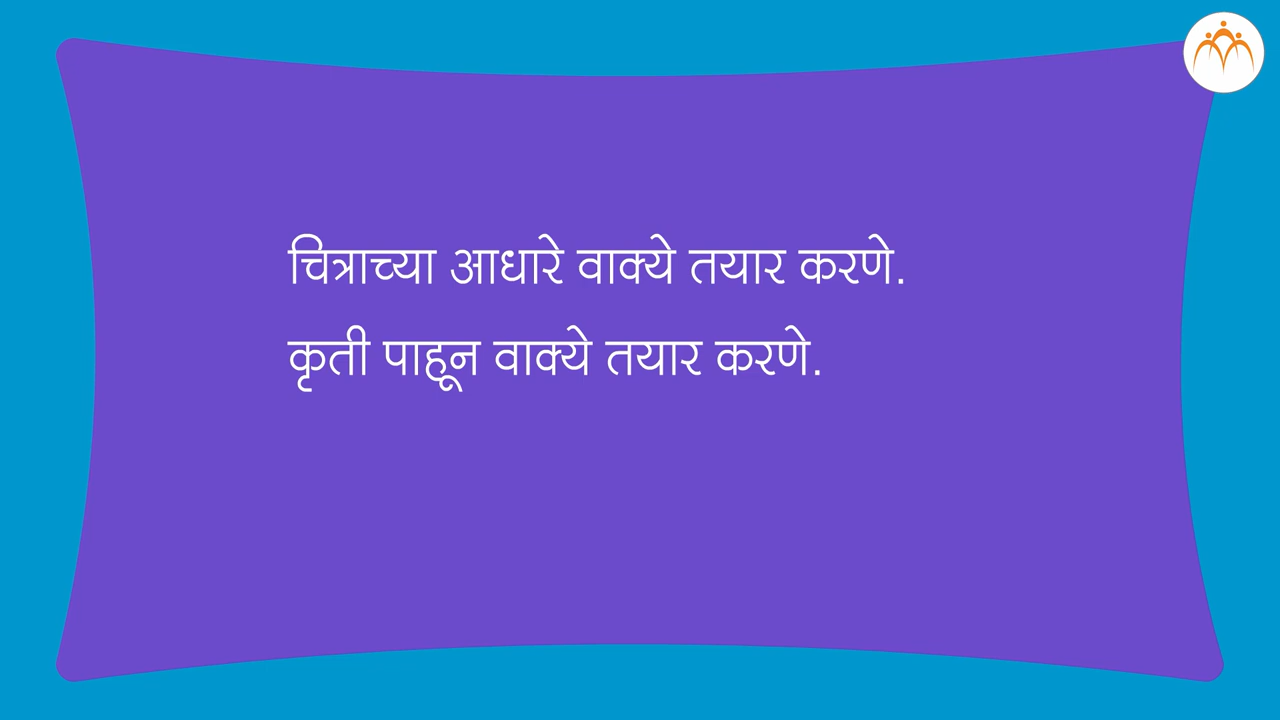 चित्राच्या आधारे वाक्ये तयार करणे.
कृती पाहून वाक्ये तयार करणे.